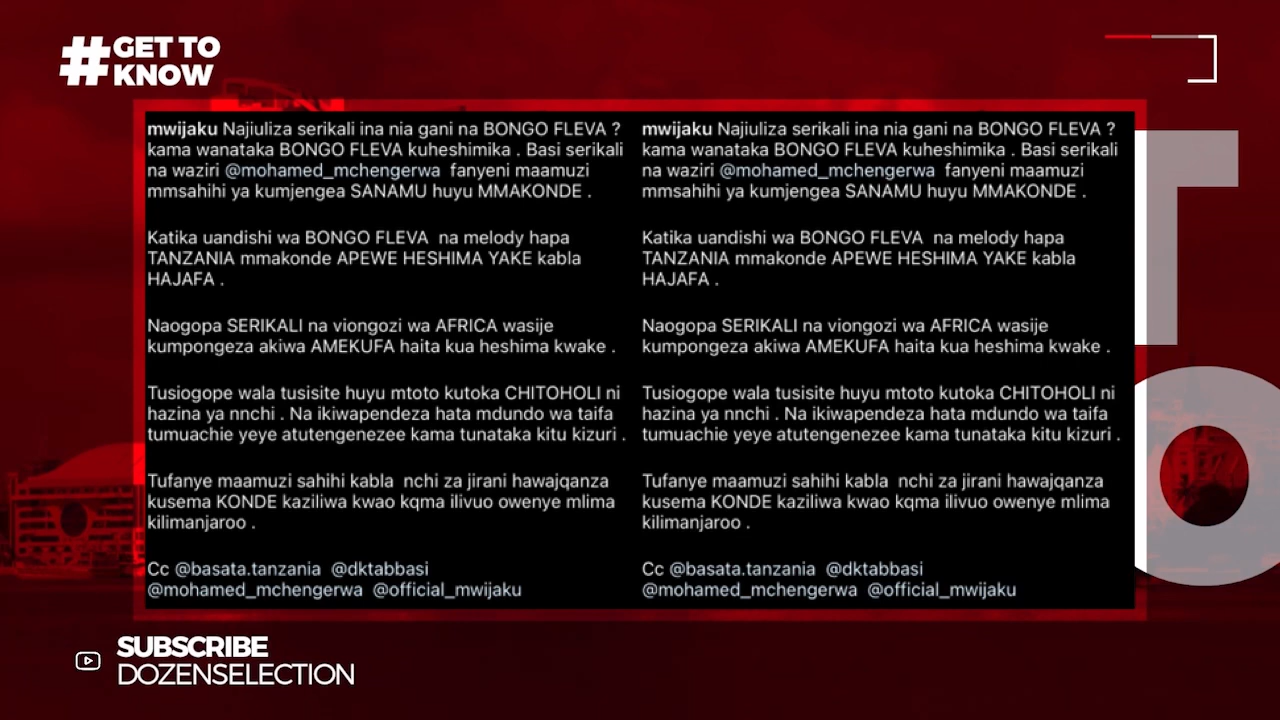 #GET TO
KNOW
mwijaku Najiuliza serikali ina nia gani na BONGO FLEVA ?
kama wanataka BONGO FLEVA kuheshimika . Basi serikali
na waziri @mohamed_mchengerwa fanyeni maamuzi
mmsahihi ya kumjengea SANAMU huyu MMAKONDE .
Katika uandishi wa BONGO FLEVA na melody hapa
TANZANIA mmakonde APEWE HESHIMA YAKE kabla
HAJAFA .
Naogopa SERIKALI na viongozi wa AFRICA wasije
kumpongeza akiwa AMEKUFA haita kua heshima kwake .
Tusiogope wala tusisite huyu mtoto kutoka CHITOHOLI ni
hazina ya nnchi . Na ikiwapendeza hata mdundo wa taifa
tumuachie yeye atutengenezee kama tunataka kitu kizuri .
Tufanye maamuzi sahihi kabla nchi za jirani hawajqanza
kusema KONDE kaziliwa kwao kqma ilivuo owenye mlima
kilimanjaroo .
Cc @basata.tanzania @dktabbasi
@mohamed_mchengerwa @official_mwijaku
mwijaku Najiuliza serikali ina nia gani na BONGO FLEVA ?
kama wanataka BONGO FLEVA kuheshimika . Basi serikali
na waziri @mohamed_mchengerwa fanyeni maamuzi
mmsahihi ya kumjengea SANAMU huyu MMAKONDE .
Katika uandishi wa BONGO FLEVA na melody hapa
TANZANIA mmakonde APEWE HESHIMA YAKE kabla
HAJAFA .
Naogopa SERIKALI na viongozi wa AFRICA wasije
kumpongeza akiwa AMEKUFA haita kua heshima kwake .
Tusiogope wala tusisite huyu mtoto kutoka CHITOHOLI ni
hazina ya nnchi . Na ikiwapendeza hata mdundo wa taifa
tumuachie yeye atutengenezee kama tunataka kitu kizuri .
Tufanye maamuzi sahihi kabla nchi za jirani hawajqanza
kusema KONDE kaziliwa kwao kqma ilivuo owenye mlima
kilimanjaroo .
Cc @basata.tanzania @dktabbasi
@mohamed_mchengerwa @official_mwijaku
T
O
SUBSCRIBE
DOZENSELECTION